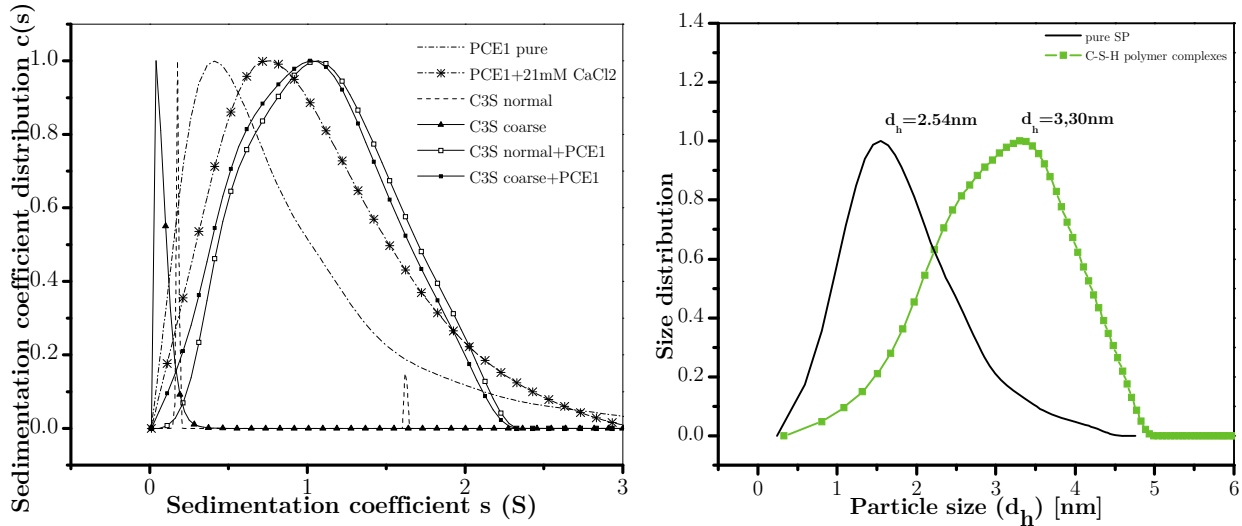 Sedimentation coefficient distribution c(s)
1.0
0.8
0.6
0.4
0.2
0.0
PCE1 pure
PCE1+21mM CaCl2
C3S normal
C3S coarse
C3S normal+PCE1
C3S coarse+PCE1
0 1 2 3
Sedimentation coefficient s (S)
Size distribution
1.4
1.2
1.0
0.8
0.6
0.4
0.2
0.0
pure SP
C-S-H polymer complexes
d_h=2.54nm
d_h=3,30nm
0 1 2 3 4 5 6
Particle size (d_h) [nm]